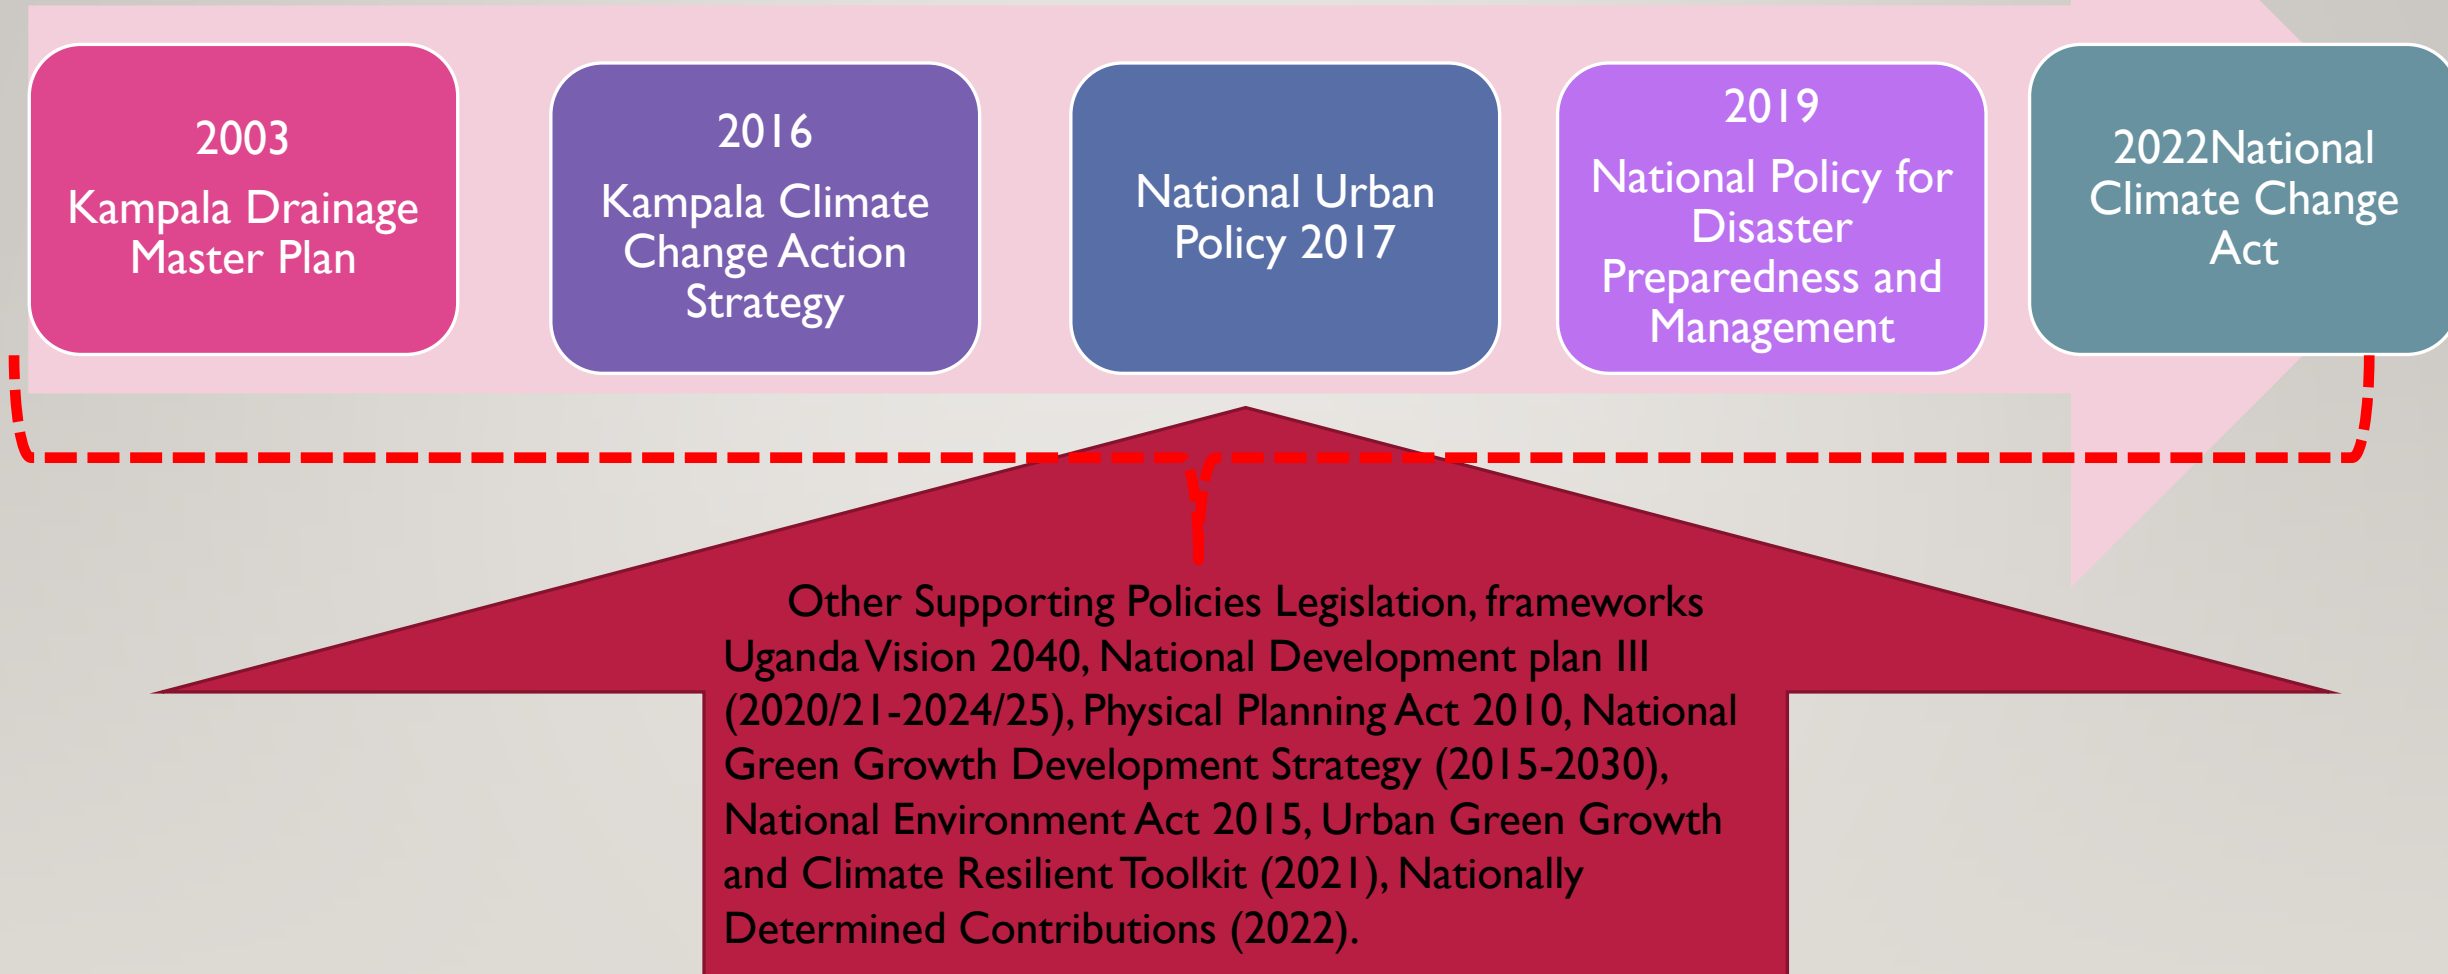 2003
Kampala Drainage
Master Plan
2016
Kampala Climate
Change Action
Strategy
National Urban
Policy 2017
2019
National Policy for
Disaster
Preparedness and
Management
2022National
Climate Change
Act
Other Supporting Policies Legislation, frameworks
Uganda Vision 2040, National Development plan III
(2020/21-2024/25), Physical Planning Act 2010, National
Green Growth Development Strategy (2015-2030),
National Environment Act 2015, Urban Green Growth
and Climate Resilient Toolkit (2021), Nationally
Determined Contributions (2022).